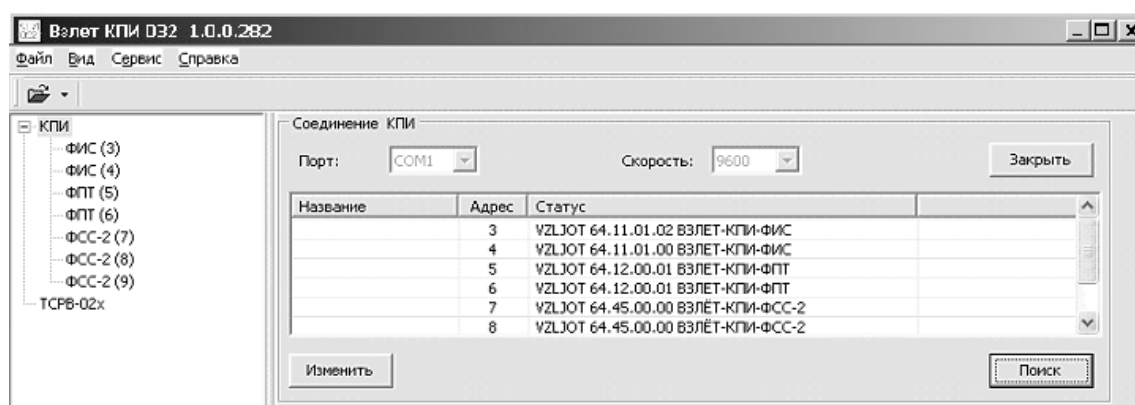 Взлет КПИ D32 1.0.0.282
Файл Вид Сервис Справка
КПИ
ФИС (3)
ФИС (4)
ФПТ (5)
ФПТ (6)
ФСС-2 (7)
ФСС-2 (8)
ФСС-2 (9)
ТСРВ-02х
Соединение КПИ
Порт: COM1 Скорость: 9600 Закрыть
Название Адрес Статус
3 VZLJOT 64.11.01.02 ВЗЛЕТ-КПИ-ФИС
4 VZLJOT 64.11.01.00 ВЗЛЕТ-КПИ-ФИС
5 VZLJOT 64.12.00.01 ВЗЛЕТ-КПИ-ФПТ
6 VZLJOT 64.12.00.01 ВЗЛЕТ-КПИ-ФПТ
7 VZLJOT 64.45.00.00 ВЗЛЁТ-КПИ-ФСС-2
8 VZLJOT 64.45.00.00 ВЗЛЁТ-КПИ-ФСС-2
Изменить Поиск